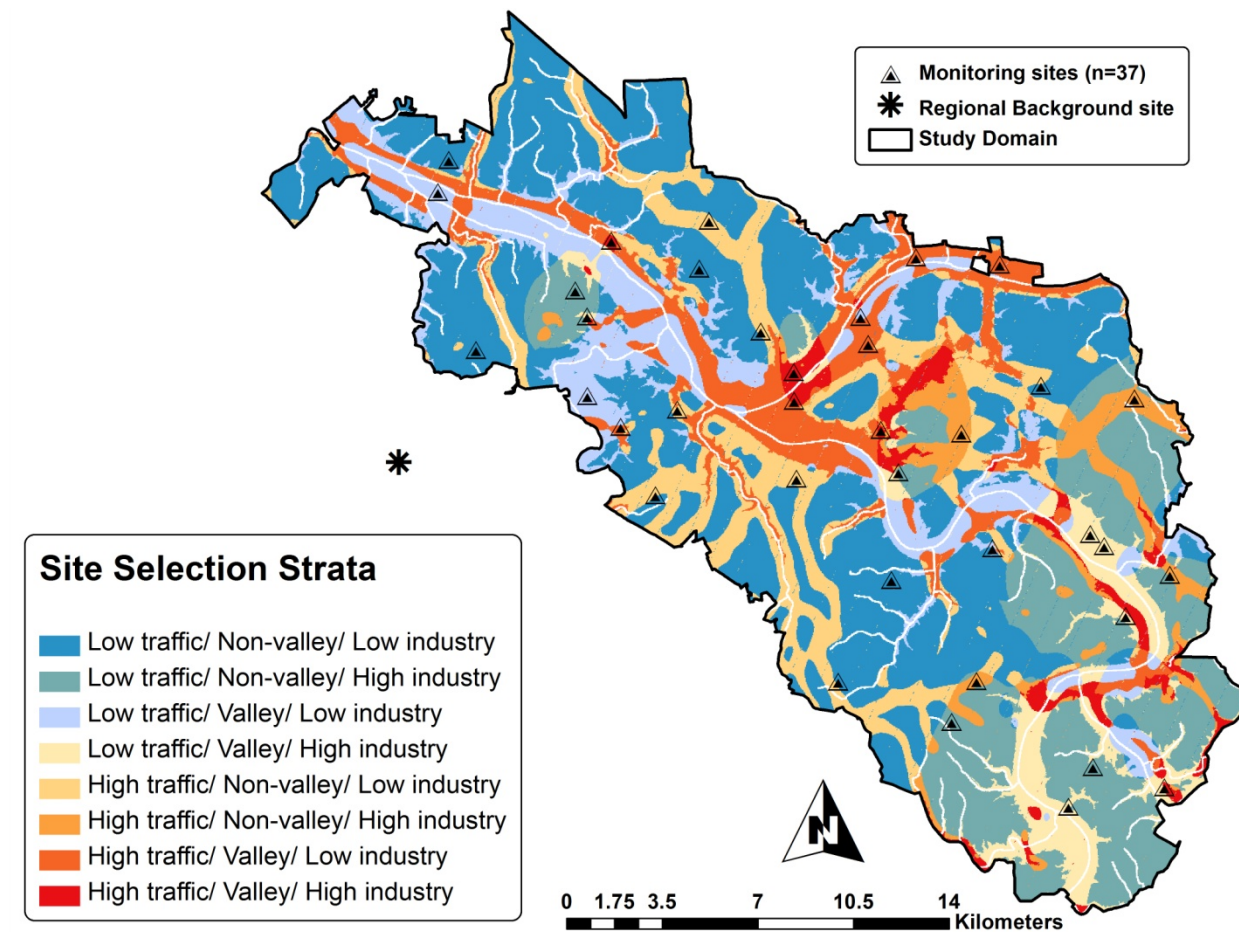 Monitoring sites (n=37)
Regional Background site
Study Domain
Site Selection Strata
Low traffic/ Non-valley/ Low industry
Low traffic/ Non-valley/ High industry
Low traffic/ Valley/ Low industry
Low traffic/ Valley/ High industry
High traffic/ Non-valley/ Low industry
High traffic/ Non-valley/ High industry
High traffic/ Valley/ Low industry
High traffic/ Valley/ High industry
N
0 1.75 3.5 7 10.5 14
Kilometers